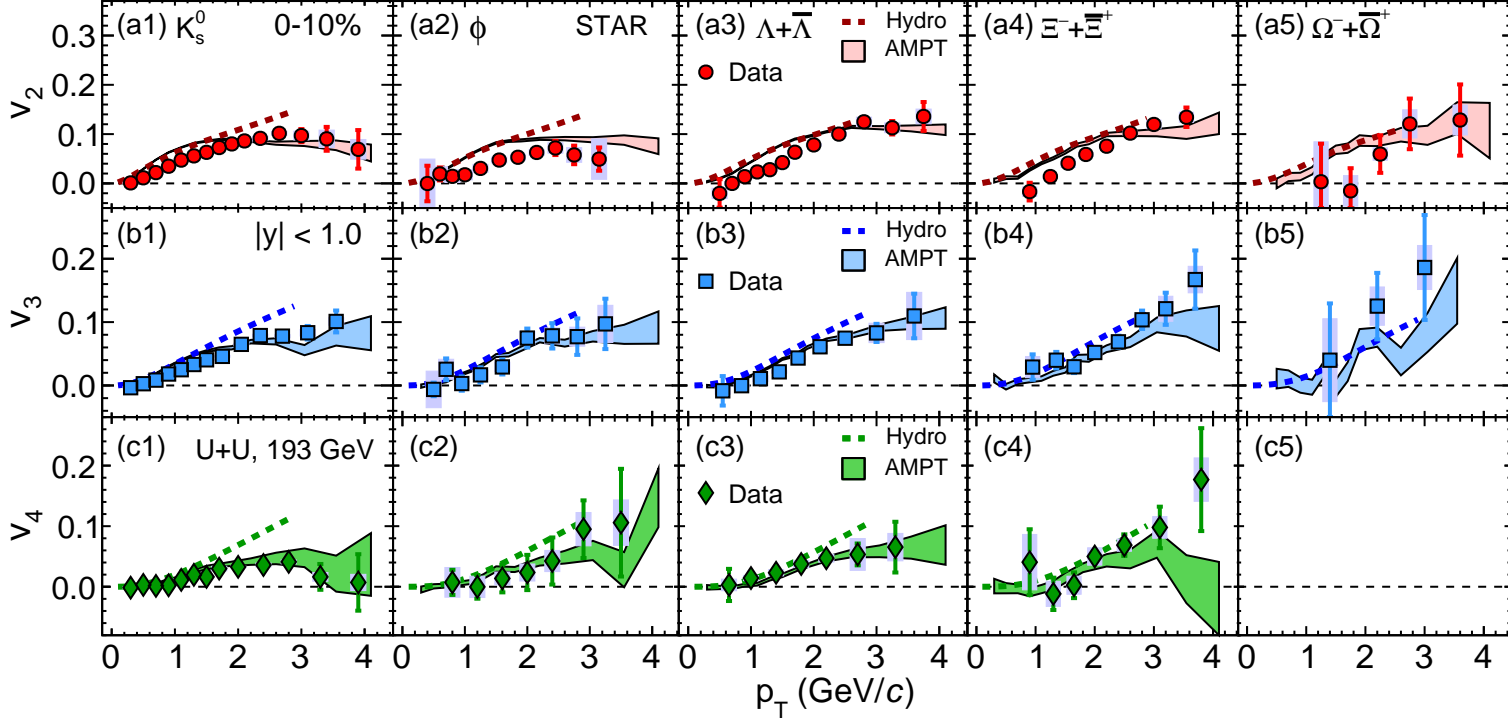 (a1) K⁰ₛ 0-10%
(a2) ϕ STAR
(a3) Λ+Λ̅
Hydro
AMPT
Data
(a4) Ξ⁻+Ξ̅⁺
Hydro
AMPT
Data
(a5) Ω⁻+Ω̅⁺
v₂
0.3
0.2
0.1
0.0
(b1) |y| < 1.0
(b2)
(b3)
Hydro
AMPT
Data
(b4)
(b5)
v₃
0.2
0.1
0.0
(c1) U+U, 193 GeV
(c2)
(c3)
Hydro
AMPT
Data
(c4)
(c5)
v₄
0.2
0.1
0.0
0 1 2 3 4 0 1 2 3 4 0 1 2 3 4 0 1 2 3 4 0 1 2 3 4
p_T (GeV/c)